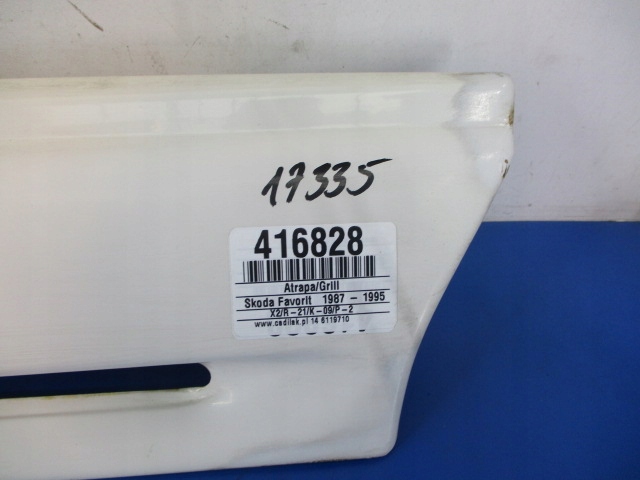 17335
416828
Atrapa/Grill
Skoda Favorit 1987 - 1995
X2/R-21/K-09/P-2
www.cadilak.pl 14 6119710